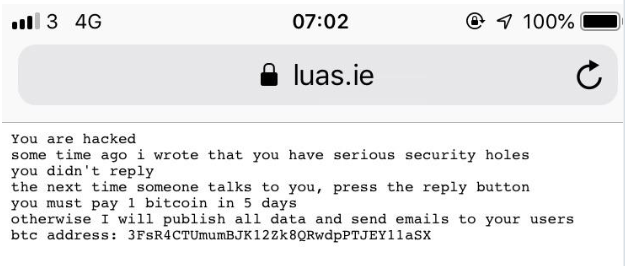 3 4G 07:02 100%
luas.ie
You are hacked
some time ago i wrote that you have serious security holes
you didn't reply
the next time someone talks to you, press the reply button
you must pay 1 bitcoin in 5 days
otherwise I will publish all data and send emails to your users
btc address: 3FsR4CTUmumBJK12Zk8QRwdpPTJEY11aSX